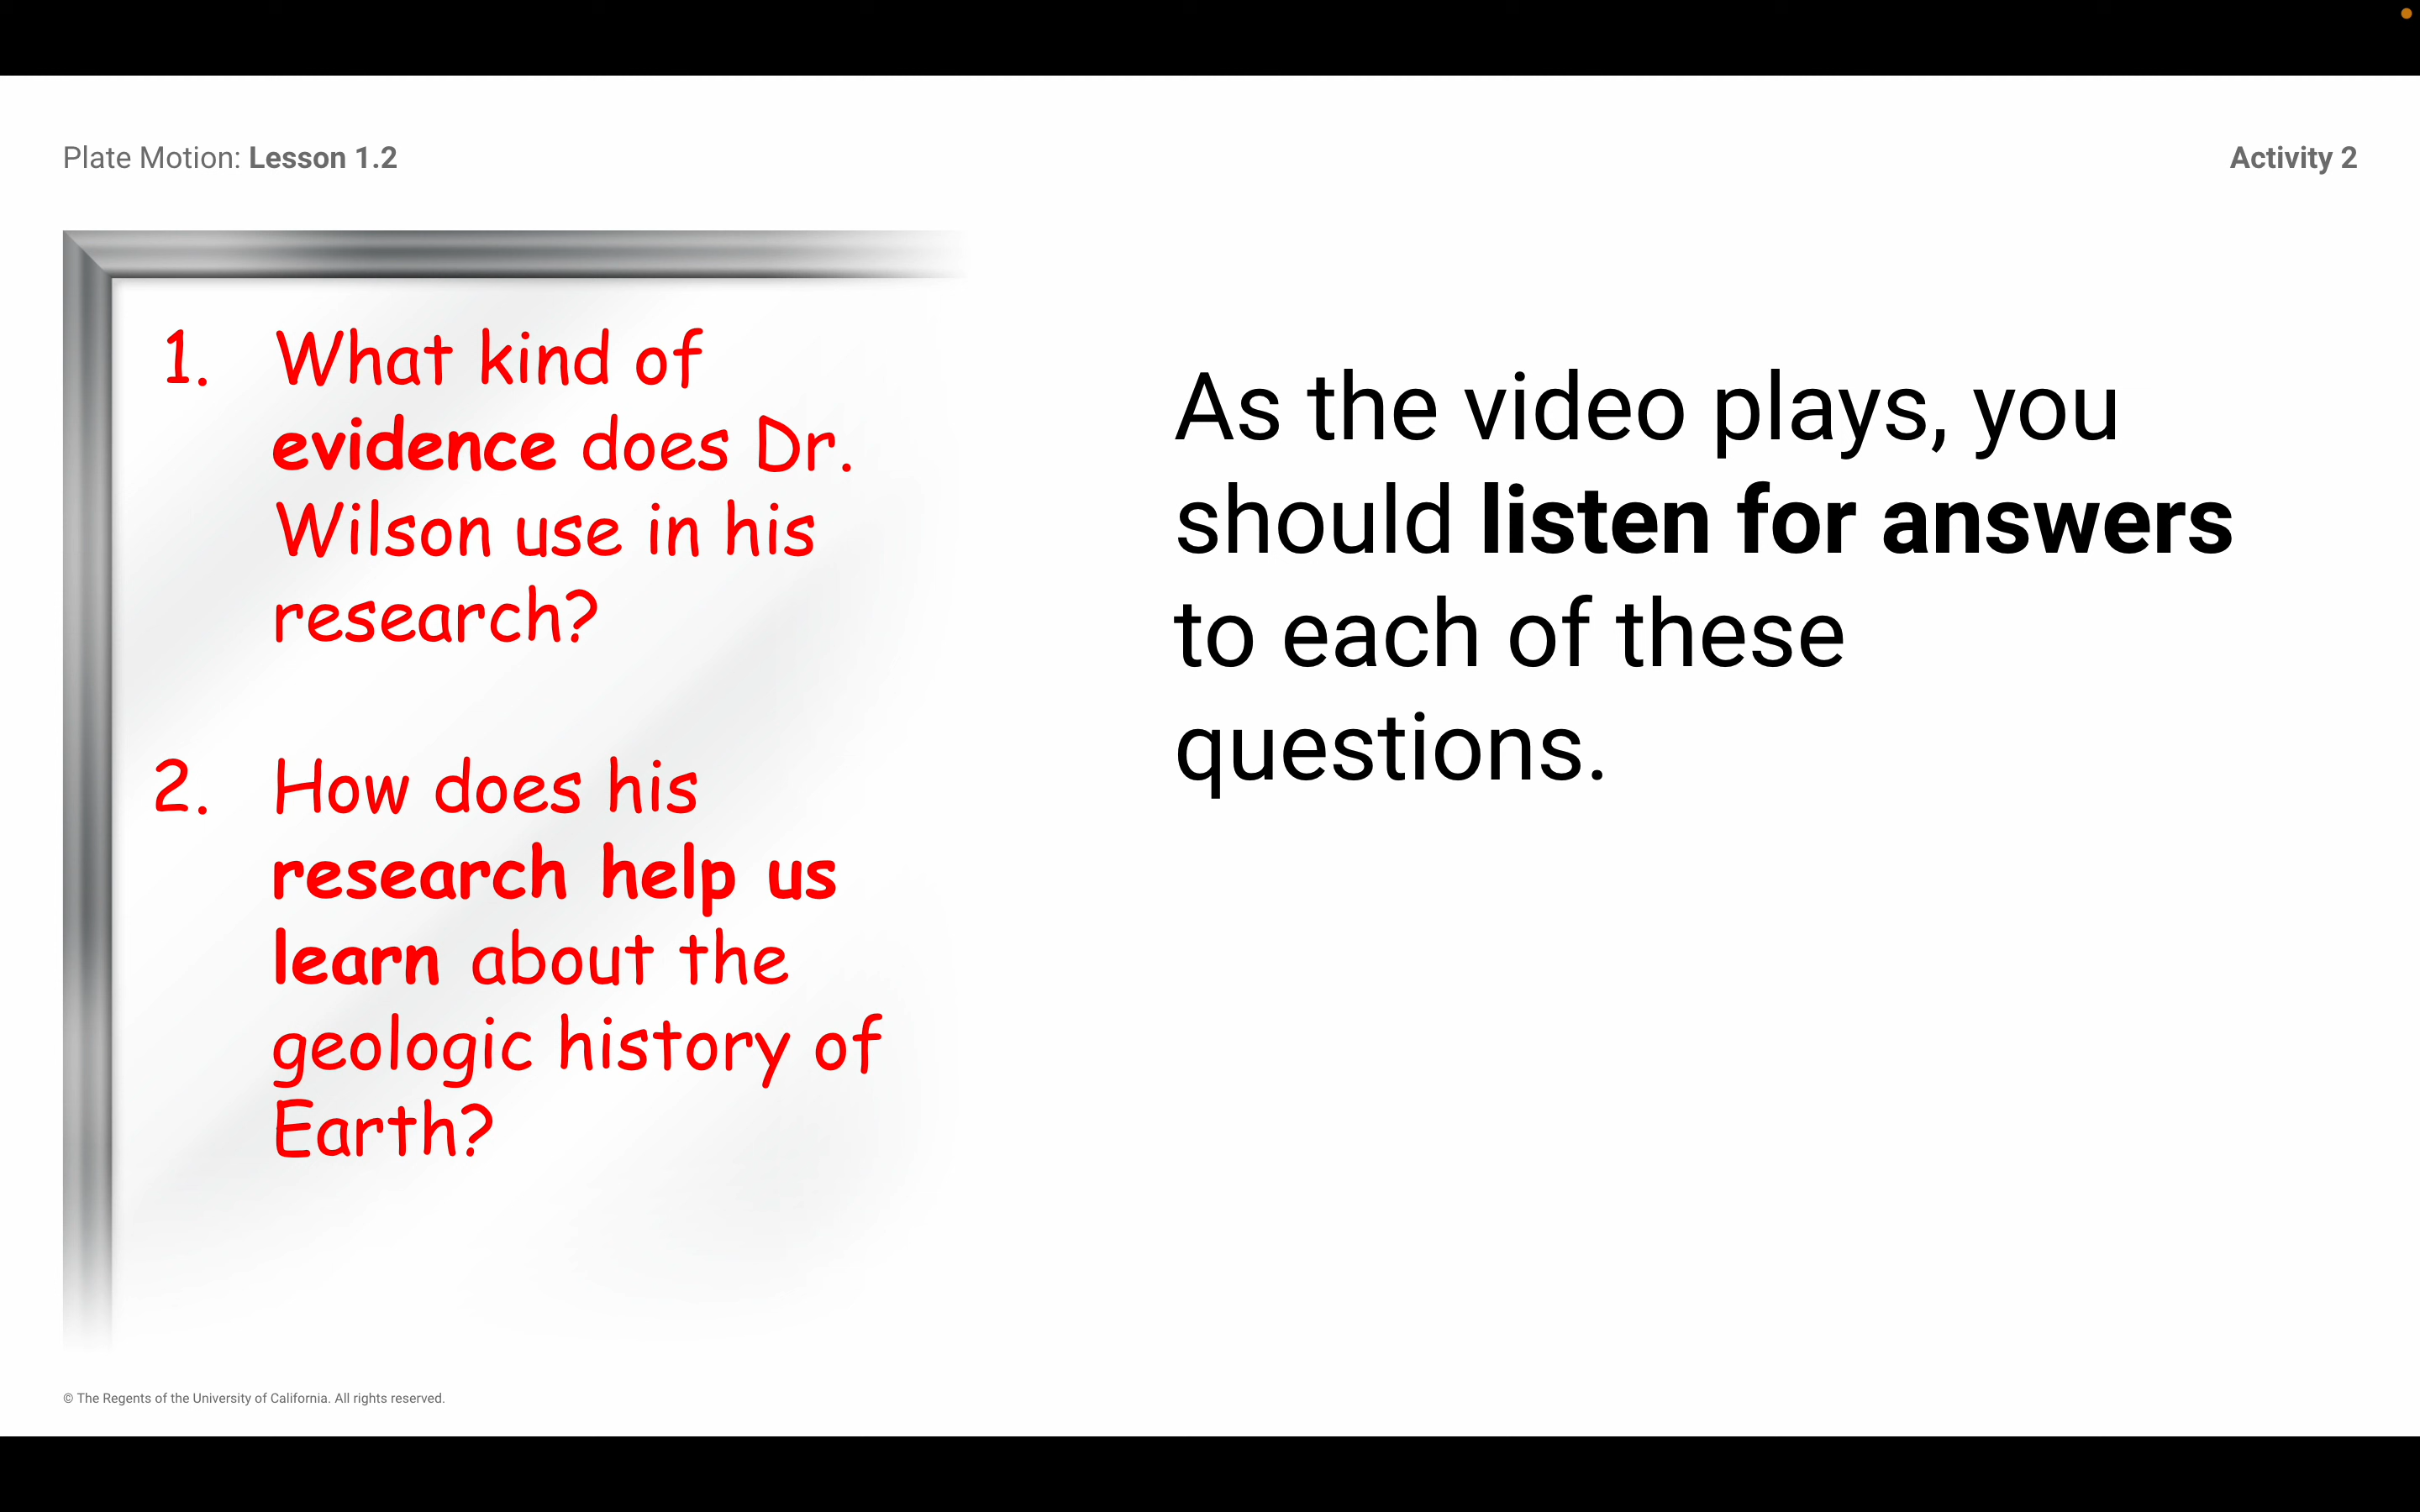 Plate Motion: Lesson 1.2
Activity 2
1. What kind of
evidence does Dr.
Wilson use in his
research?
2. How does his
research help us
learn about the
geologic history of
Earth?
As the video plays, you
should listen for answers
to each of these
questions.
© The Regents of the University of California. All rights reserved.